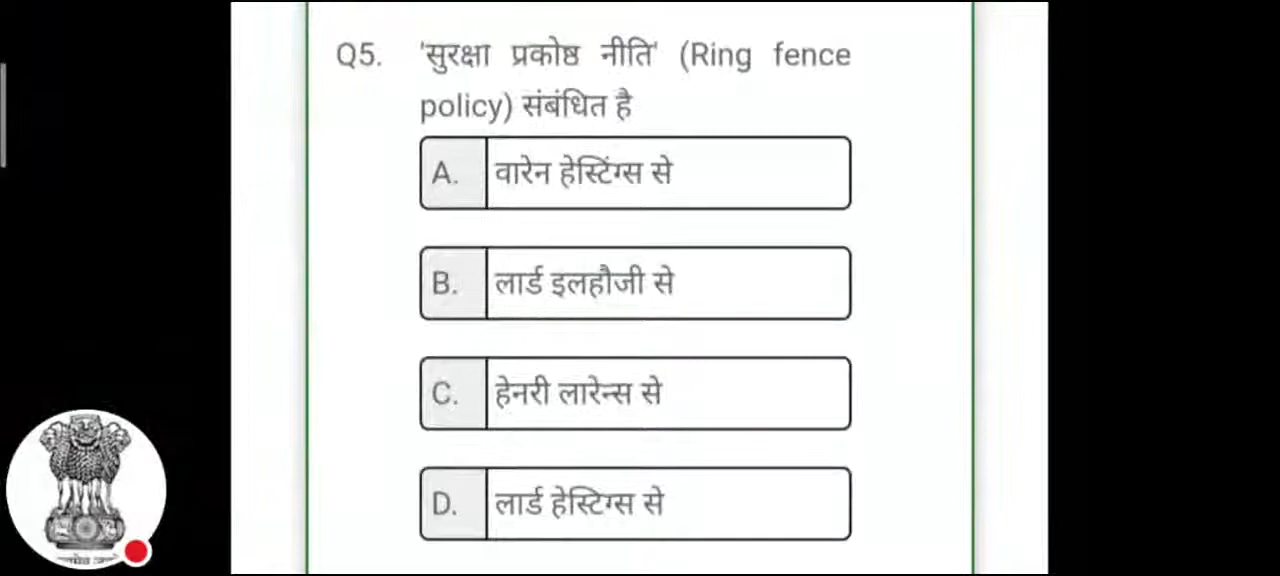 Q5. 'सुरक्षा प्रकोष्ठ नीति' (Ring fence
policy) संबंधित है
A. वारेन हेस्टिंग्स से
B. लार्ड इलहौजी से
C. हेनरी लारेन्स से
D. लार्ड हेस्टिग्स से